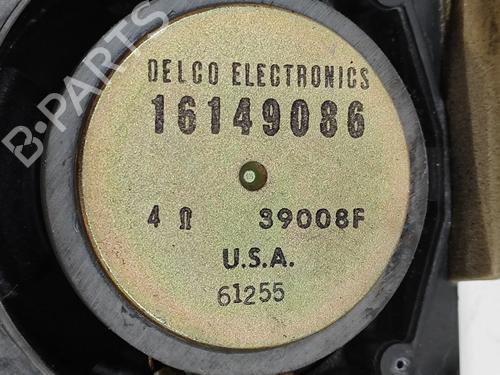 B-PARTS
DELCO ELECTRONICS
16149086
4 Ω 39008F
U.S.A.
61255